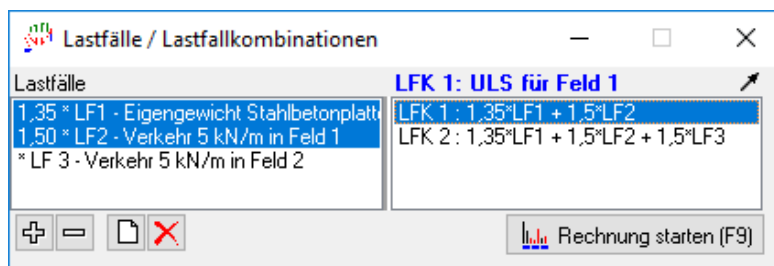 Lastfälle / Lastfallkombinationen
Lastfälle
LFK 1: ULS für Feld 1
1,35 * LF1 - Eigengewicht Stahlbetonplatt
1,50 * LF2 - Verkehr 5 kN/m in Feld 1
* LF 3 - Verkehr 5 kN/m in Feld 2
LFK 1 : 1,35*LF1 + 1,5*LF2
LFK 2 : 1,35*LF1 + 1,5*LF2 + 1,5*LF3
Rechnung starten (F9)